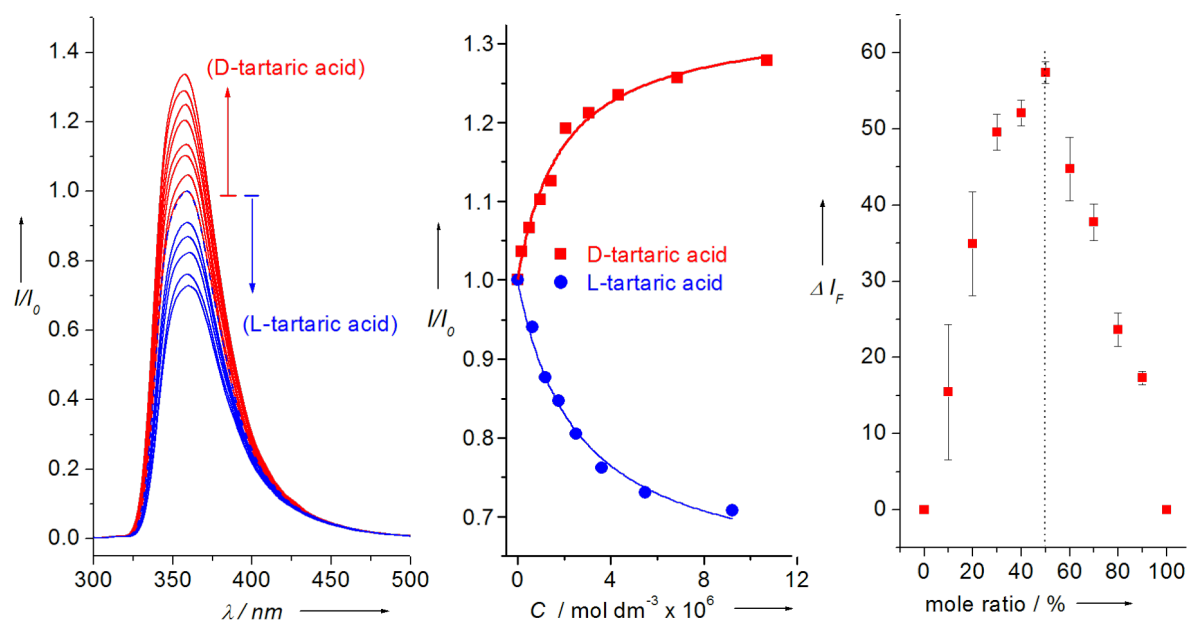 1.4
1.2
1.0
0.8
0.6
0.4
0.2
0.0
I/I0
(D-tartaric acid)
(L-tartaric acid)
300 350 400 450 500
λ / nm
1.3
1.2
1.1
1.0
0.9
0.8
0.7
I/I0
D-tartaric acid
L-tartaric acid
0 4 8 12
C / mol dm-3 x 106
60
50
40
30
20
10
0
Δ IF
0 20 40 60 80 100
mole ratio / %